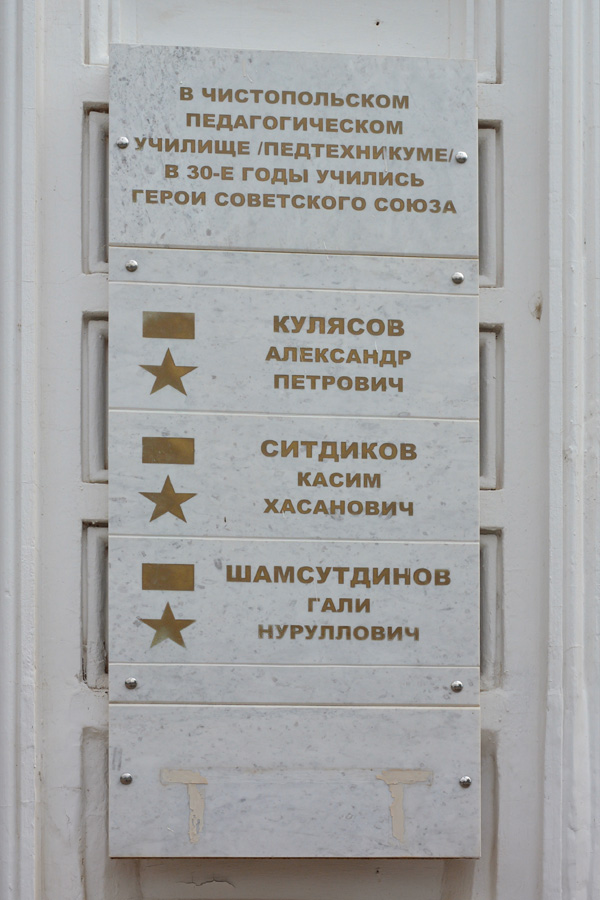 В ЧИСТОПОЛЬСКОМ
ПЕДАГОГИЧЕСКОМ
УЧИЛИЩЕ /ПЕДТЕХНИКУМЕ/
В 30-Е ГОДЫ УЧИЛИСЬ
ГЕРОИ СОВЕТСКОГО СОЮЗА
КУЛЯСОВ
АЛЕКСАНДР
ПЕТРОВИЧ
СИТДИКОВ
КАСИМ
ХАСАНОВИЧ
ШАМСУТДИНОВ
ГАЛИ
НУРУЛЛОВИЧ